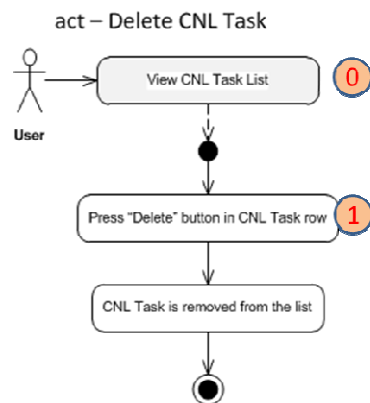 act – Delete CNL Task
View CNL Task List
0
User
Press "Delete" button in CNL Task row
1
CNL Task is removed from the list